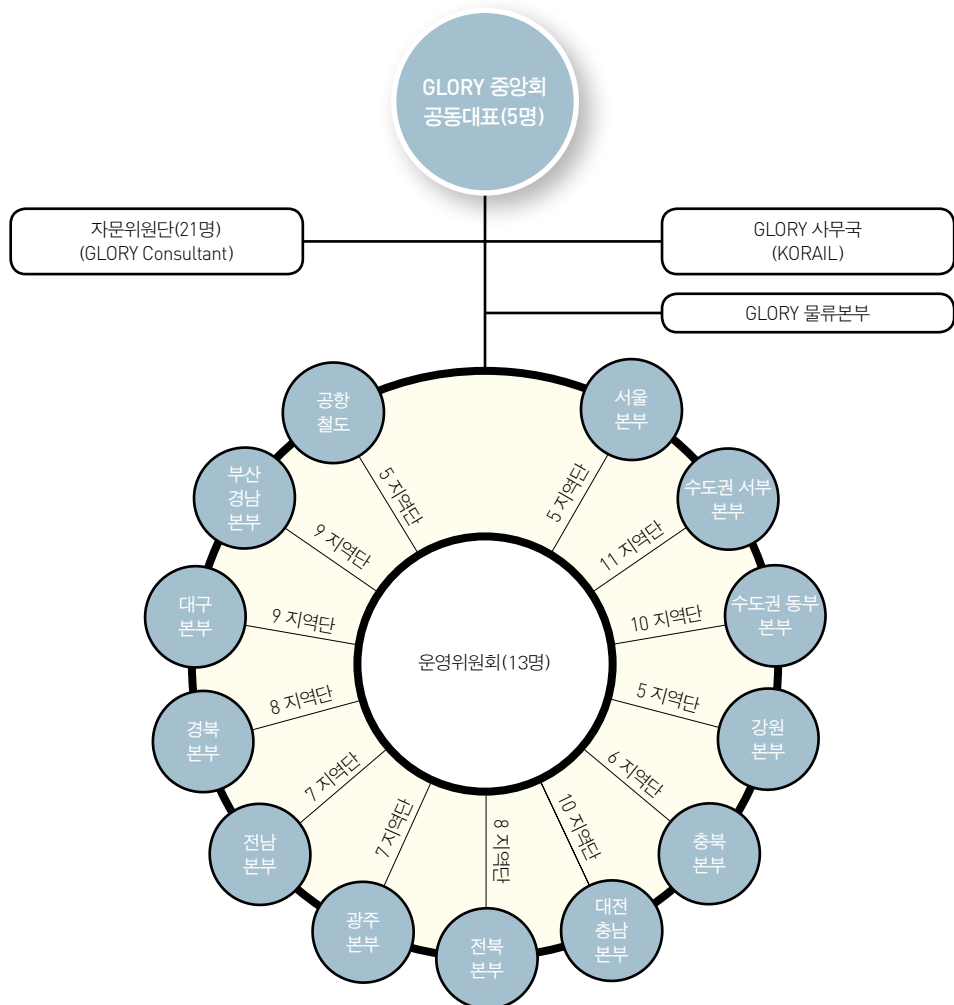 GLORY 중앙회
공동대표(5명)
자문위원단(21명)
(GLORY Consultant)
GLORY 사무국
(KORAIL)
GLORY 물류본부
공항
철도
서울
본부
부산
경남
본부
수도권 서부
본부
5 지역단
5 지역단
9 지역단
11 지역단
대구
본부
9 지역단
10 지역단
수도권 동부
본부
운영위원회(13명)
경북
본부
8 지역단
5 지역단
강원
본부
7 지역단
6 지역단
전남
본부
7 지역단
8 지역단
10 지역단
충북
본부
광주
본부
전북
본부
대전
충남
본부